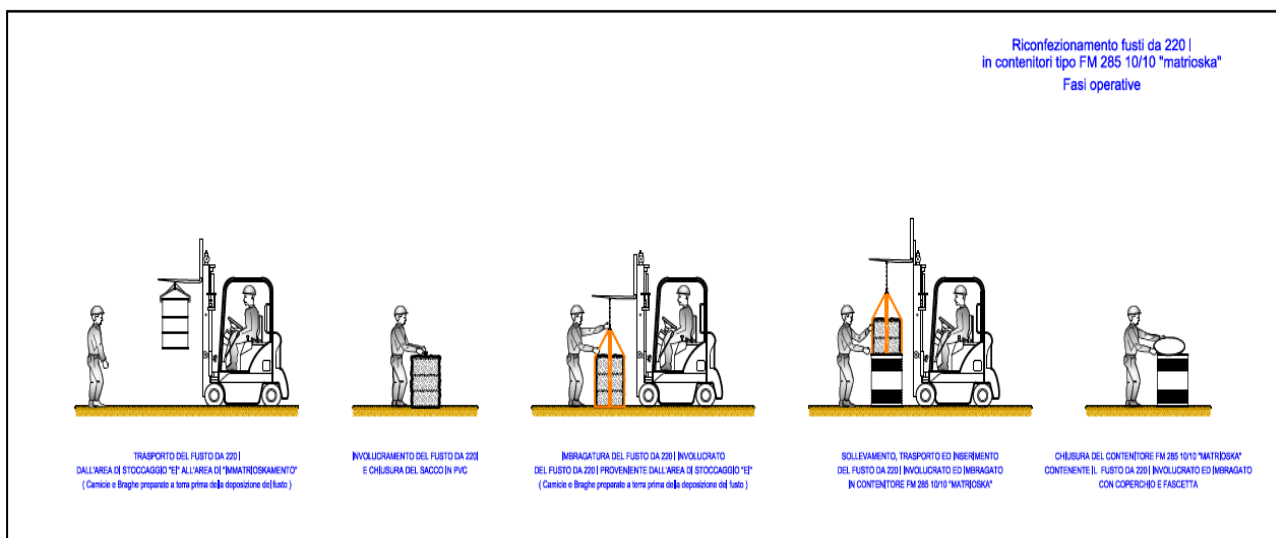 Riconfezionamento fusti da 220 l
in contenitori tipo FM 285 10/10 "matrioska"
Fasi operative
TRASPORTO DEL FUSTO DA 220 l
DALL'AREA DI STOCCAGGIO "E" ALL'AREA DI "IMMATRIOSKAMENTO"
( Camicie e Braghe preparate a terra prima della deposizione del fusto )
INVOLUCRAMENTO DEL FUSTO DA 220l
E CHIUSURA DEL SACCO IN PVC
IMBRAGATURA DEL FUSTO DA 220 l INVOLUCRATO
DEL FUSTO DA 220 l PROVENIENTE DALL'AREA DI STOCCAGGIO "E"
( Camicie e Braghe preparate a terra prima della deposizione del fusto )
SOLLEVAMENTO, TRASPORTO ED INSERIMENTO
DEL FUSTO DA 220 l INVOLUCRATO ED IMBRAGATO
IN CONTENITORE FM 285 10/10 "MATRIOSKA"
CHIUSURA DEL CONTENITORE FM 285 10/10 "MATRIOSKA"
CONTENENTE IL FUSTO DA 220 l INVOLUCRATO ED IMBRAGATO
CON COPERCHIO E FASCETTA